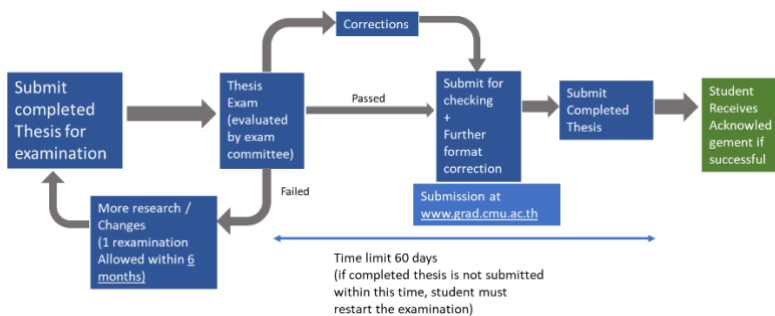 Corrections
Submit
completed
Thesis for
examination
Thesis
Exam
(evaluated
by exam
committee)
Passed
Submit for
checking
+
Further
format
correction
Submit
Completed
Thesis
Student
Receives
Acknowled
gement if
successful
Failed
More research /
Changes
(1 rexamination
Allowed within 6
months)
Submission at
www.grad.cmu.ac.th
Time limit 60 days
(if completed thesis is not submitted
within this time, student must
restart the examination)